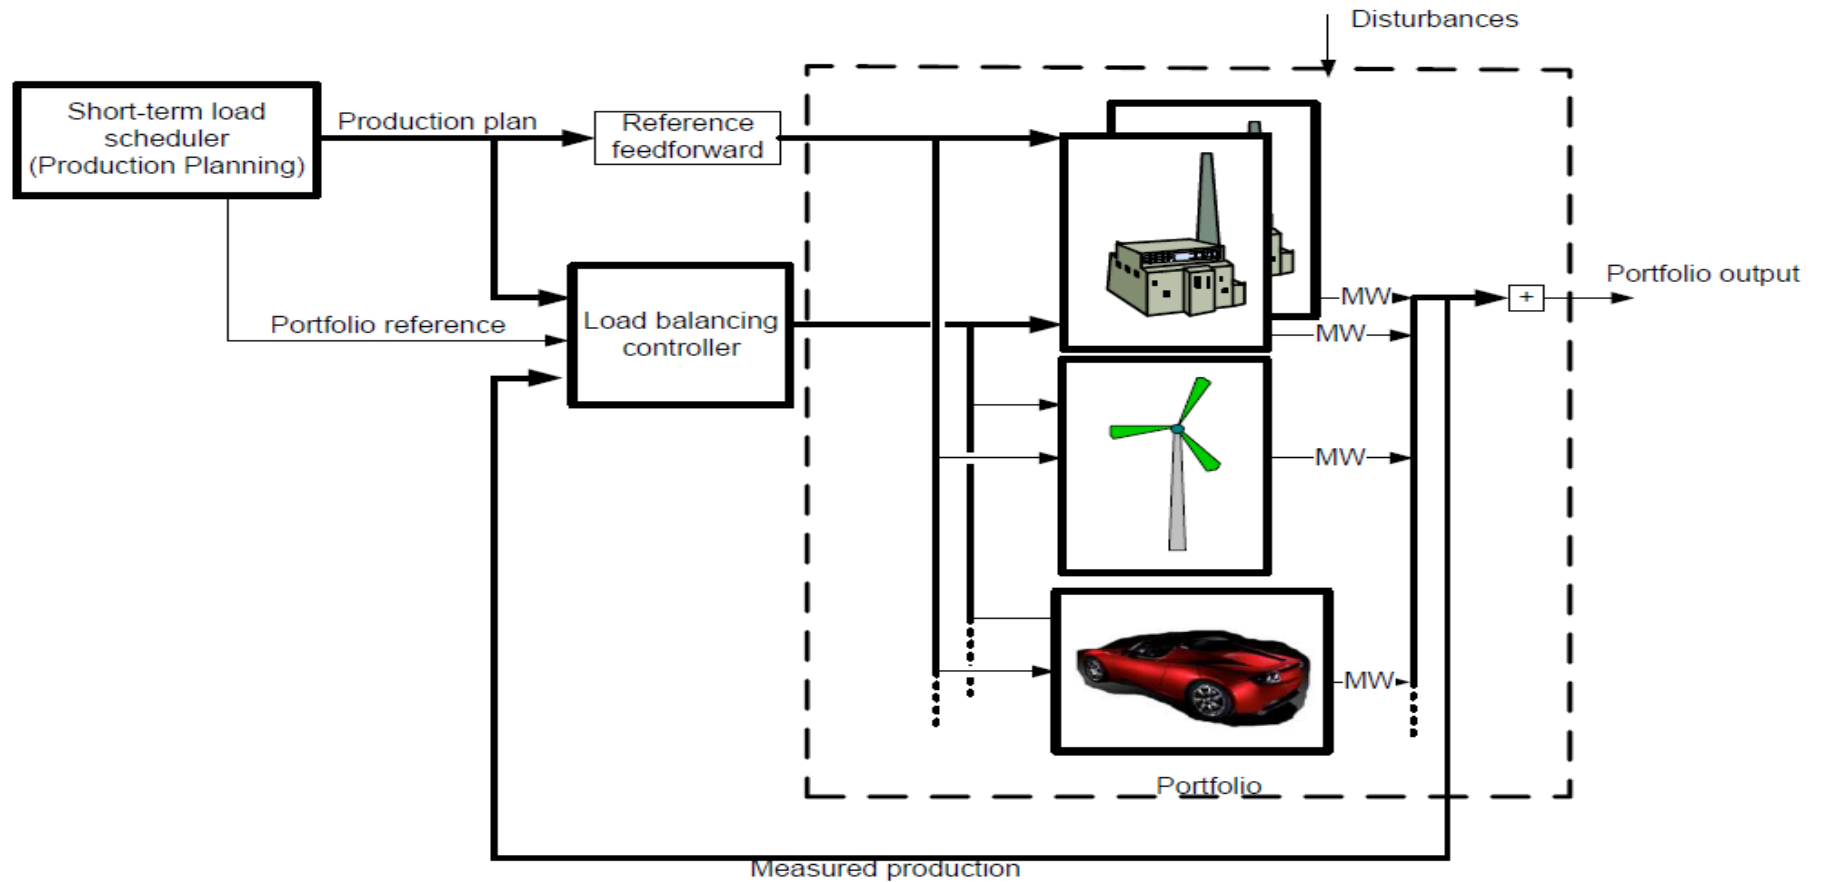 Disturbances
Short-term load
scheduler
(Production Planning)
Production plan
Reference
feedforward
Portfolio reference
Load balancing
controller
MW
MW
+
Portfolio output
MW
MW
Portfolio
Measured production